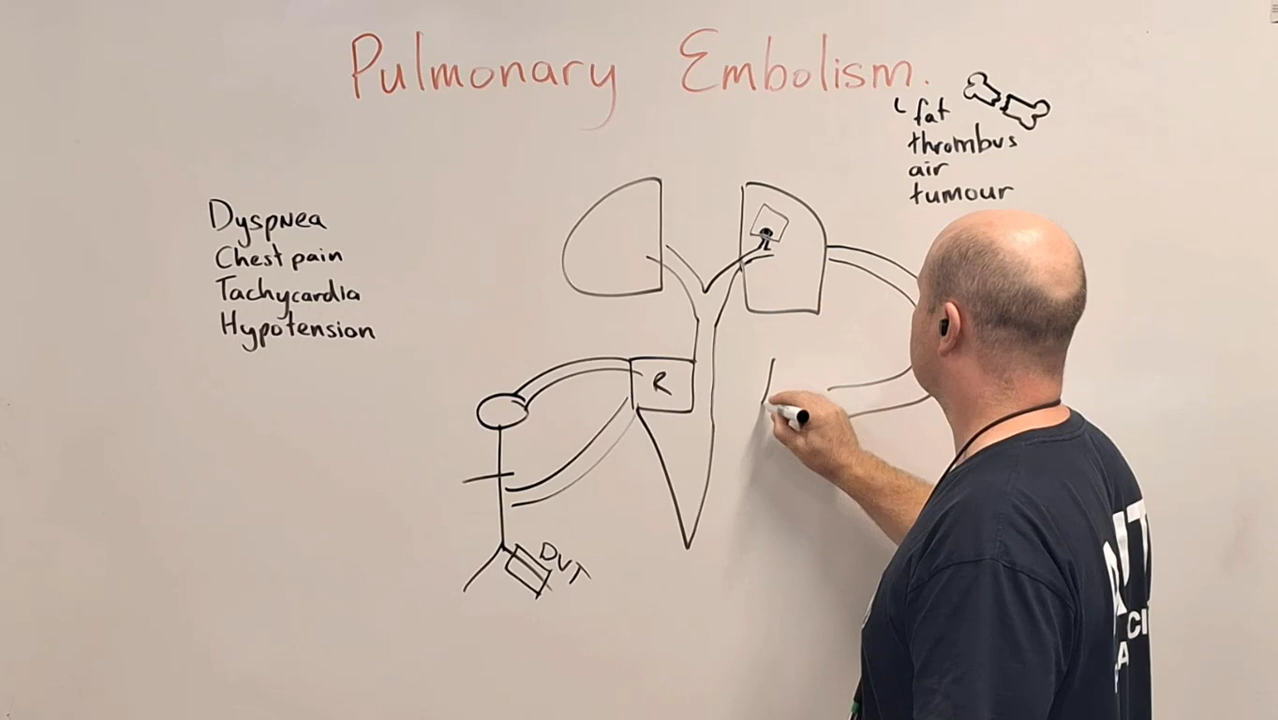 Pulmonary Embolism.
fat
thrombus
air
tumour
Dyspnea
Chest pain
Tachycardia
Hypotension
R
DVT